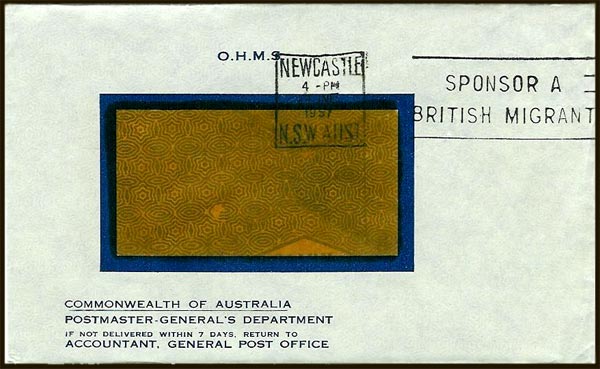 O.H.M.S.
NEWCASTLE
4 - PM
1957
N.S.W AUST
SPONSOR A
BRITISH MIGRANT
COMMONWEALTH OF AUSTRALIA
POSTMASTER-GENERAL'S DEPARTMENT
IF NOT DELIVERED WITHIN 7 DAYS, RETURN TO
ACCOUNTANT, GENERAL POST OFFICE